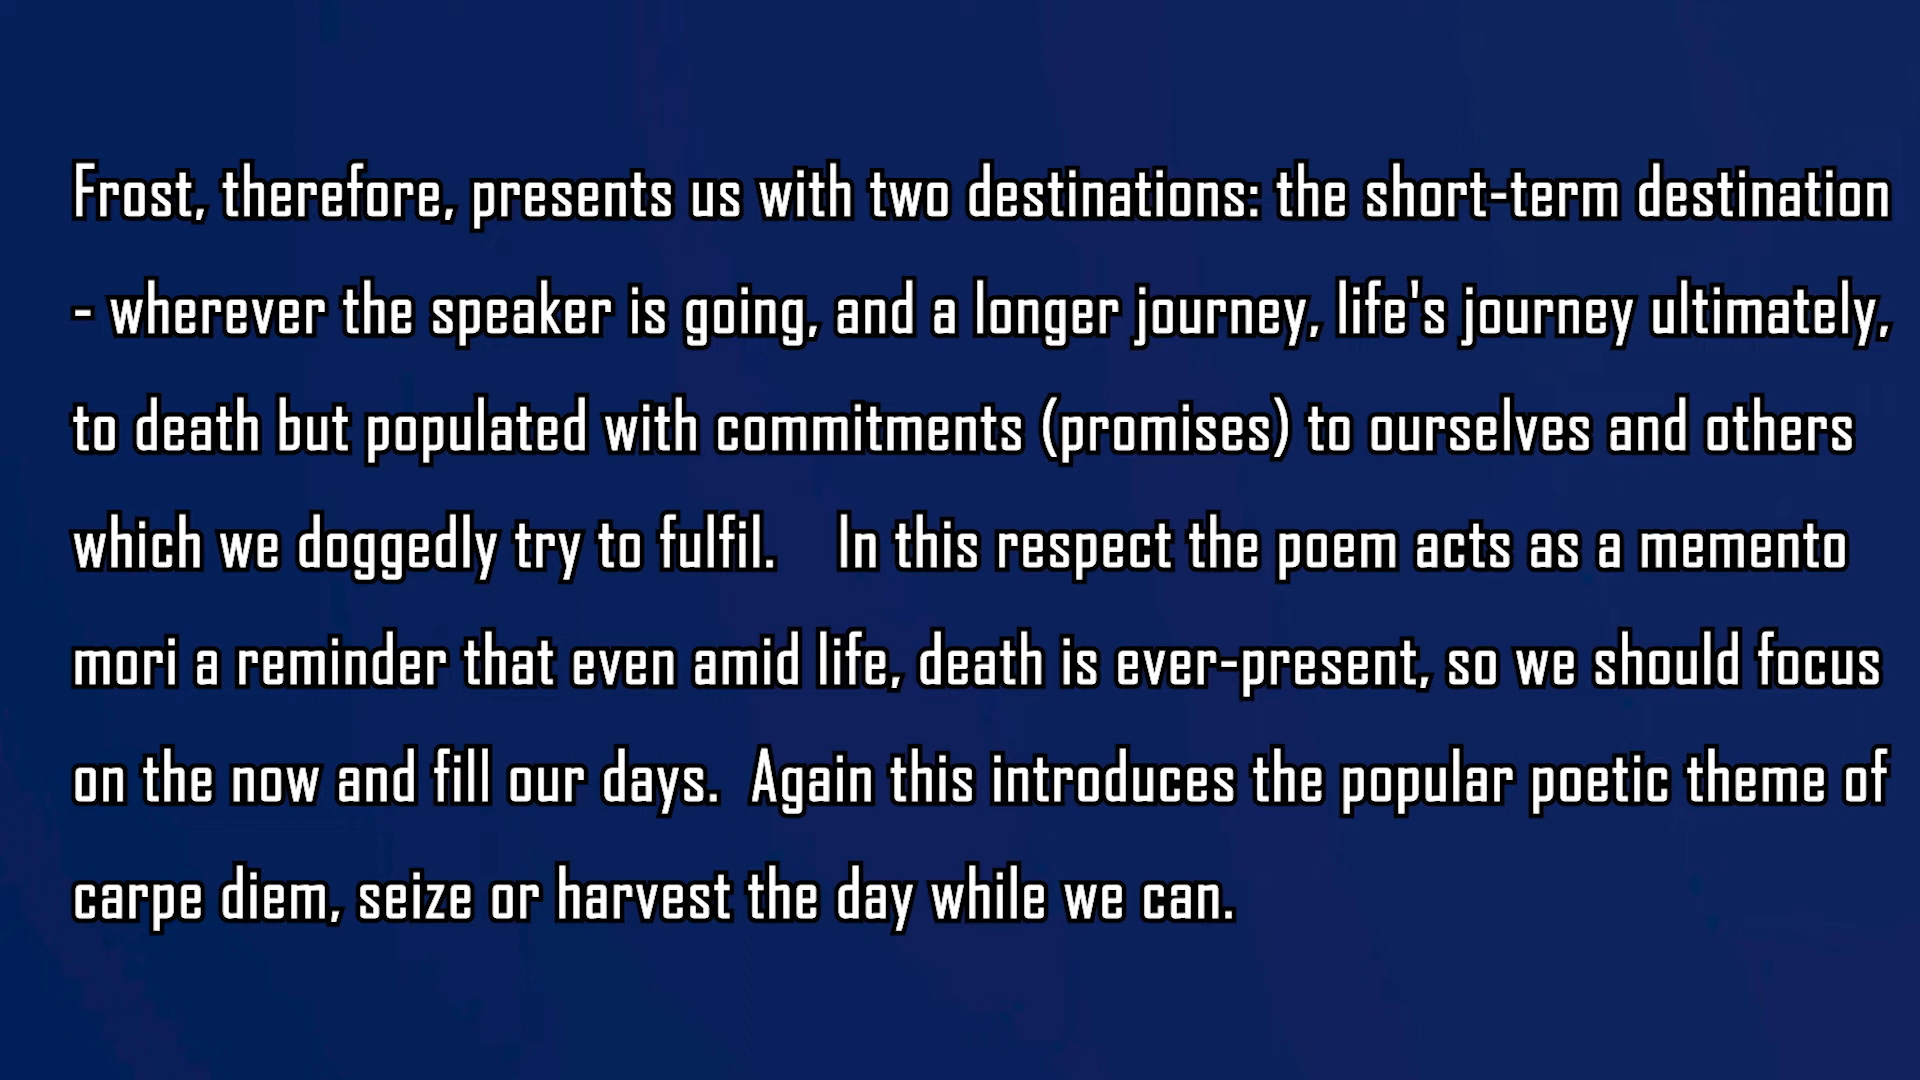 Frost, therefore, presents us with two destinations: the short-term destination
- wherever the speaker is going, and a longer journey, life's journey ultimately,
to death but populated with commitments (promises) to ourselves and others
which we doggedly try to fulfil.    In this respect the poem acts as a memento
mori a reminder that even amid life, death is ever-present, so we should focus
on the now and fill our days.  Again this introduces the popular poetic theme of
carpe diem, seize or harvest the day while we can.